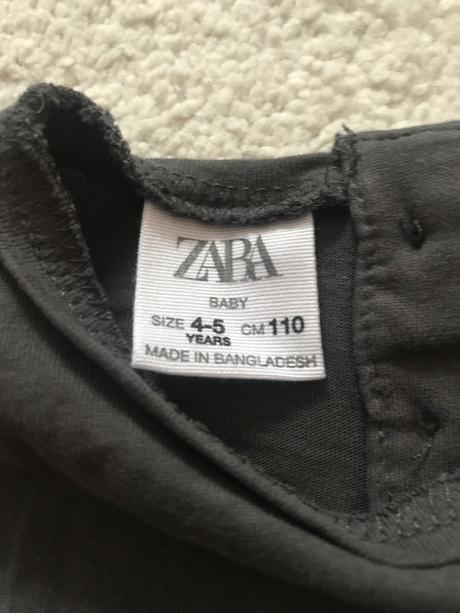 ZARA
BABY
SIZE 4-5 CM 110
YEARS
MADE IN BANGLADESH